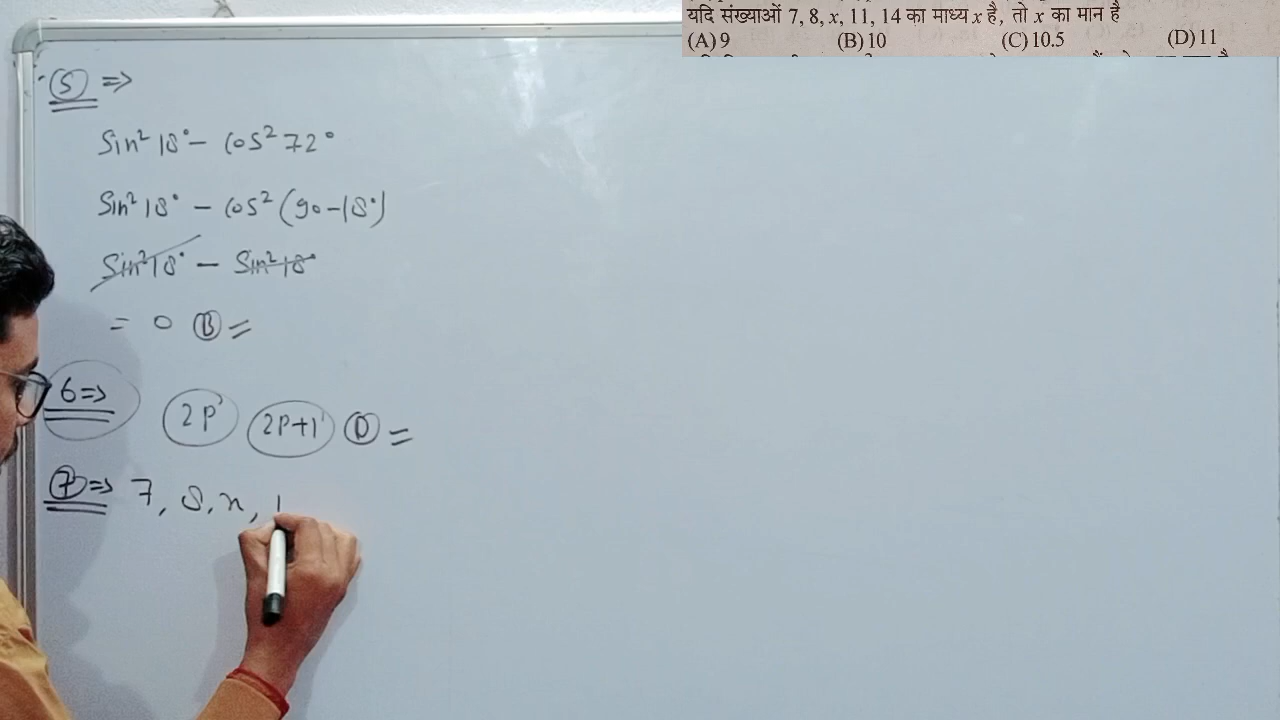 यदि संख्याओं 7, 8, x, 11, 14 का माध्य x है, तो x का मान है
(A) 9 (B) 10 (C) 10.5 (D) 11
(5) =>
Sin² 18° - cos² 72°
Sin² 18° - cos² (90-18°)
Sin² 18° - Sin² 18°
= 0 (B) =
6 => 2P 2P+1 (D) =
(7) => 7, 8, x, 1